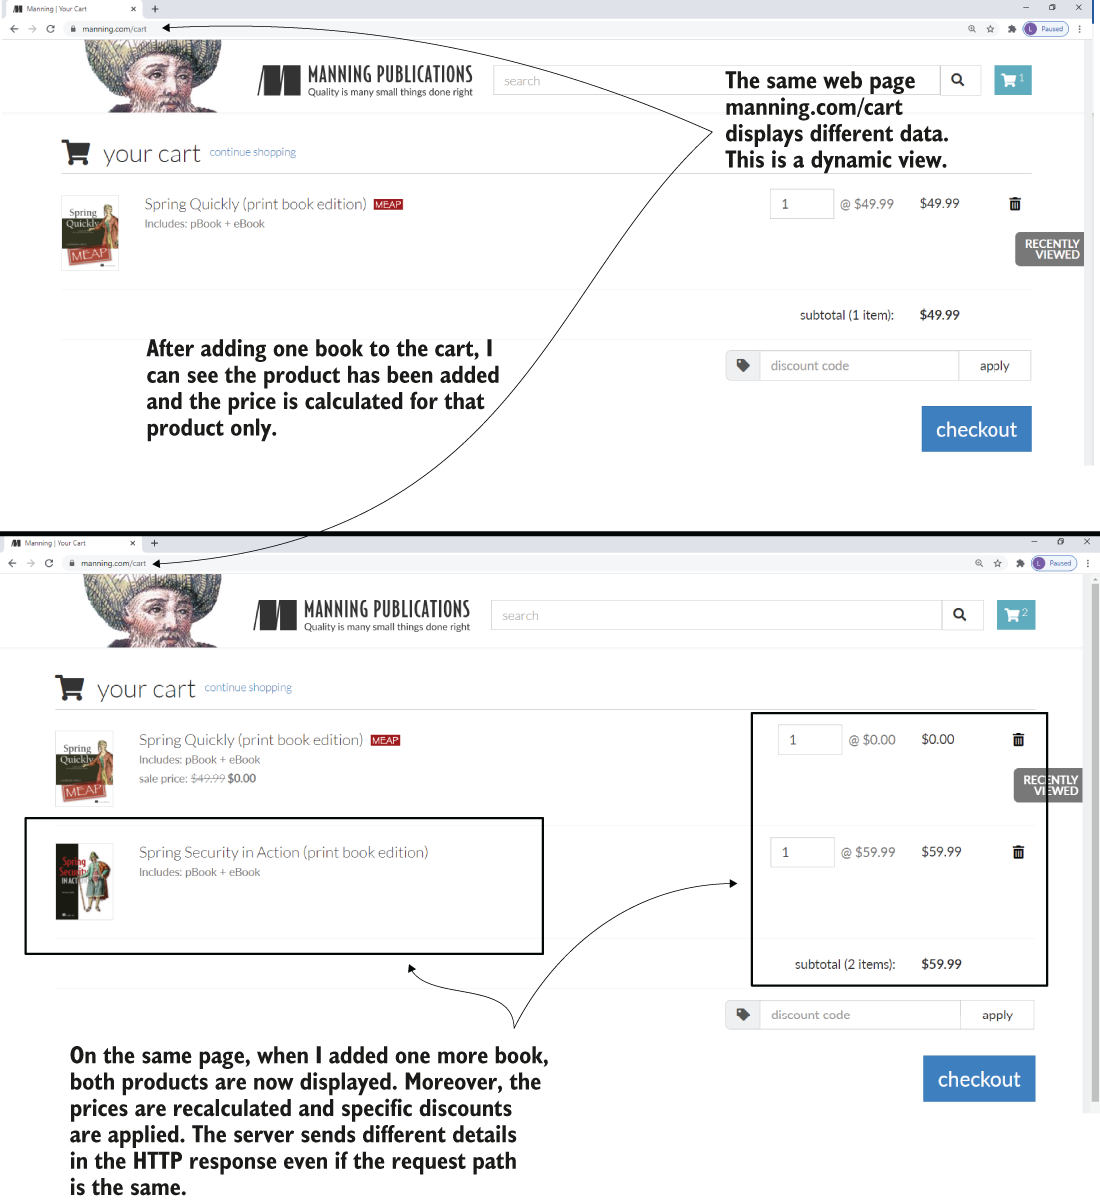 Manning | Your Cart
manning.com/cart
L Paused
MANNING PUBLICATIONS
Quality is many small things done right
search
1
The same web page
manning.com/cart
displays different data.
This is a dynamic view.
your cart continue shopping
Spring Quickly (print book edition) MEAP
Includes: pBook + eBook
1 @ $49.99 $49.99
Spring
Quickly
MEAP
RECENTLY
VIEWED
subtotal (1 item): $49.99
discount code apply
checkout
After adding one book to the cart, I
can see the product has been added
and the price is calculated for that
product only.
Manning | Your Cart
manning.com/cart
L Paused
MANNING PUBLICATIONS
Quality is many small things done right
search
2
your cart continue shopping
Spring Quickly (print book edition) MEAP
Includes: pBook + eBook
sale price: $49.99 $0.00
1 @ $0.00 $0.00
Spring
Quickly
MEAP
RECENTLY
VIEWED
Spring Security in Action (print book edition)
Includes: pBook + eBook
1 @ $59.99 $59.99
Spring
Security
IN ACTION
subtotal (2 items): $59.99
discount code apply
checkout
On the same page, when I added one more book,
both products are now displayed. Moreover, the
prices are recalculated and specific discounts
are applied. The server sends different details
in the HTTP response even if the request path
is the same.